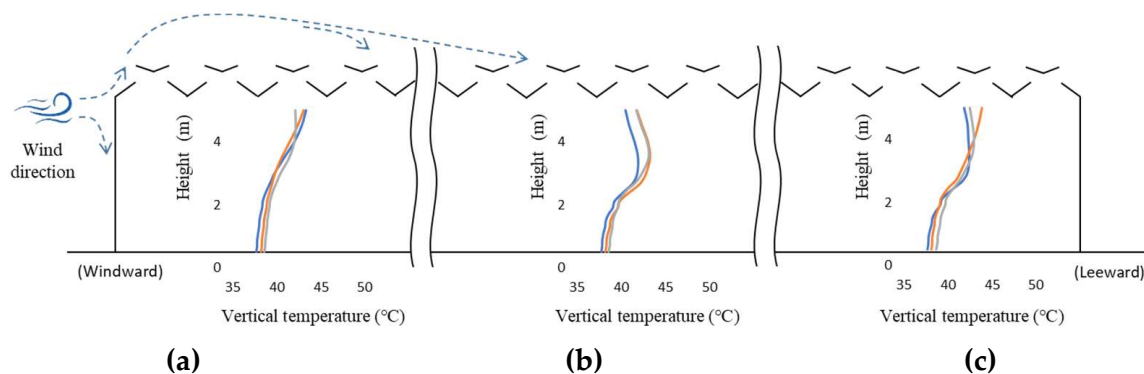 Wind
direction
(Windward)
Height (m)
4
2
0
35 40 45 50
Vertical temperature (°C)
(a)
Height (m)
4
2
0
35 40 45 50
Vertical temperature (°C)
(b)
Height (m)
4
2
0
35 40 45 50
Vertical temperature (°C)
(c)
(Leeward)